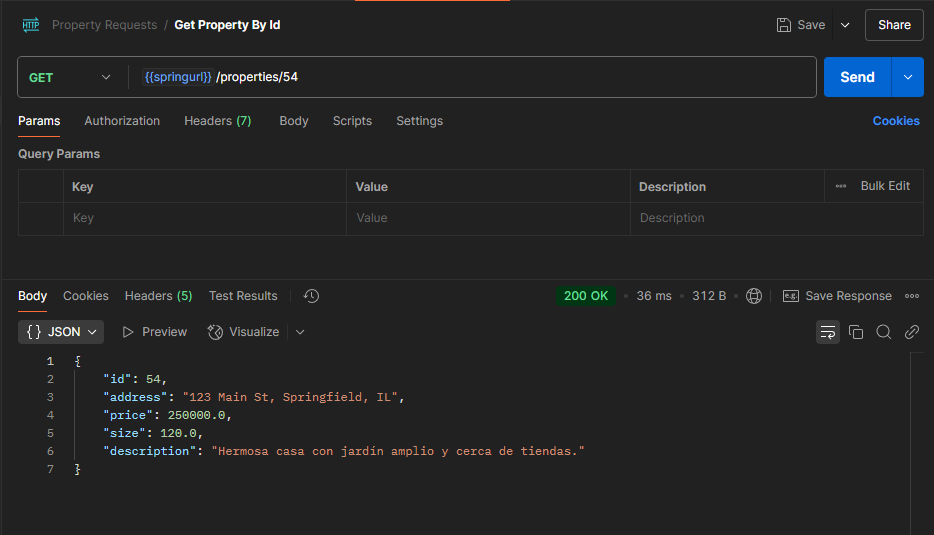 HTTP Property Requests / Get Property By Id Save Share
GET {{springurl}} /properties/54 Send
Params Authorization Headers (7) Body Scripts Settings Cookies
Query Params
Key Value Description Bulk Edit
Key Value Description
Body Cookies Headers (5) Test Results 200 OK 36 ms 312 B e.g. Save Response
{} JSON Preview Visualize
1 {
2 "id": 54,
3 "address": "123 Main St, Springfield, IL",
4 "price": 250000.0,
5 "size": 120.0,
6 "description": "Hermosa casa con jardín amplio y cerca de tiendas."
7 }